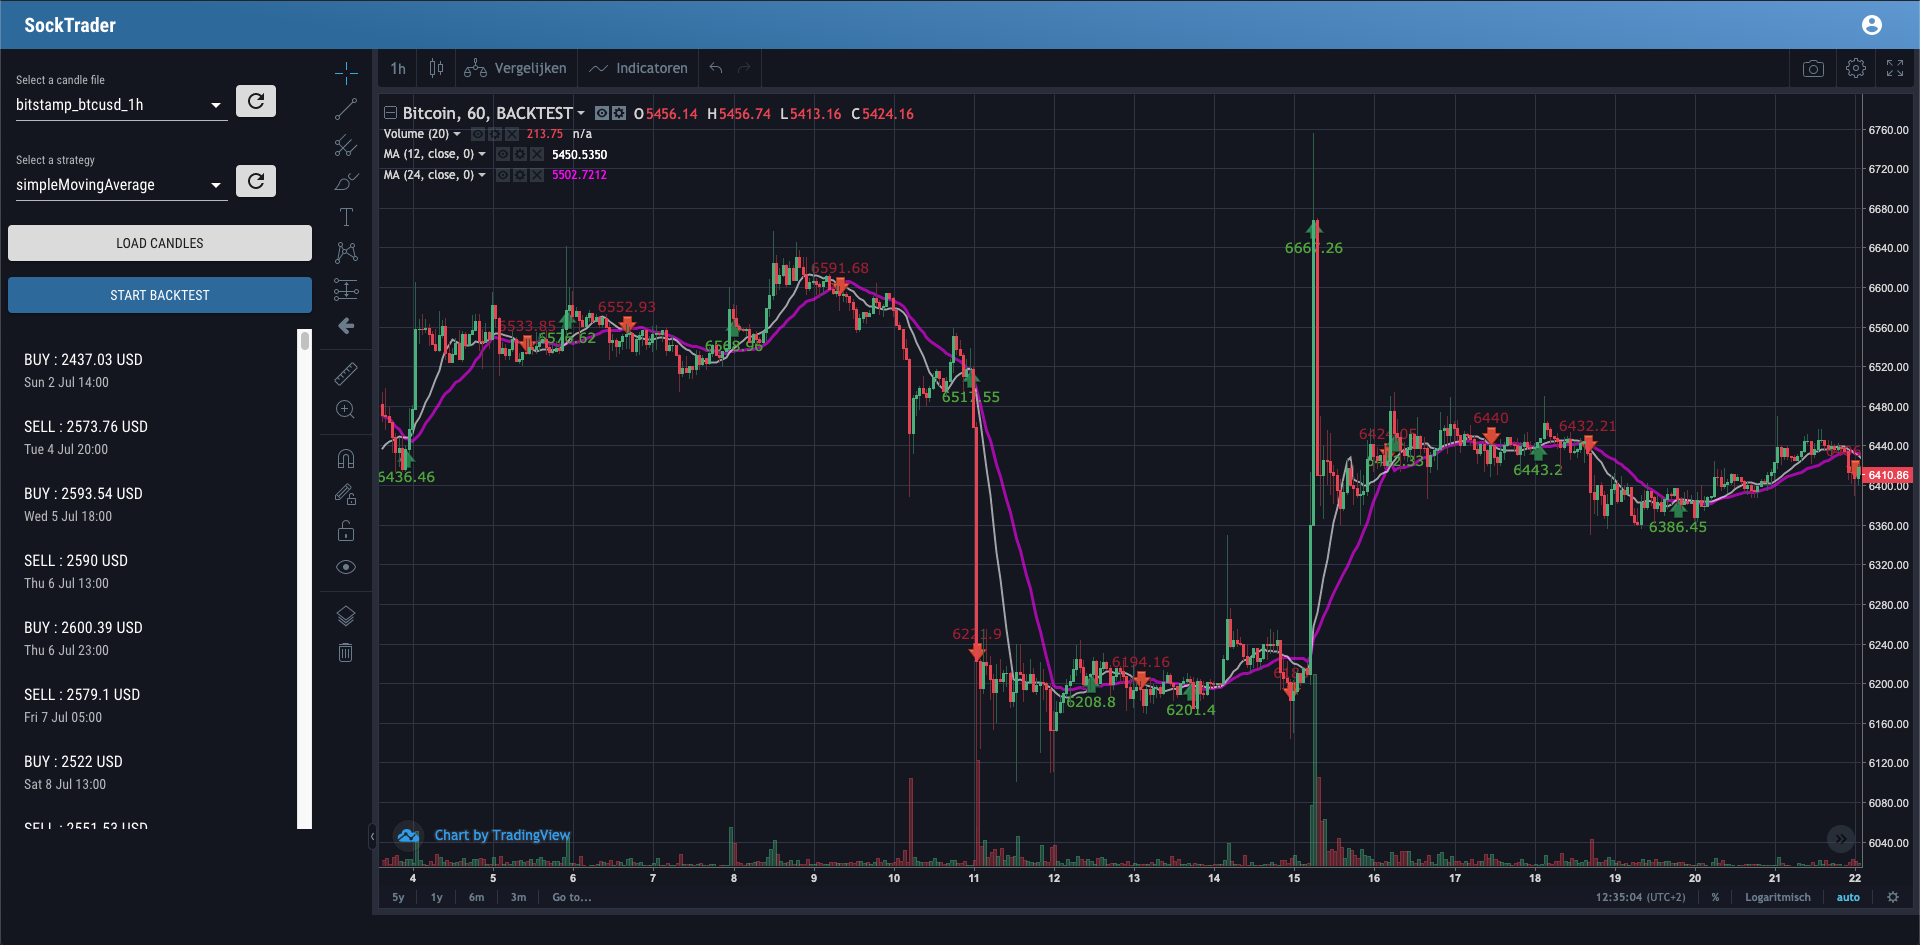 SockTrader
Select a candle file
bitstamp_btcusd_1h
Select a strategy
simpleMovingAverage
LOAD CANDLES
START BACKTEST
BUY : 2437.03 USD
Sun 2 Jul 14:00
SELL : 2573.76 USD
Tue 4 Jul 20:00
BUY : 2593.54 USD
Wed 5 Jul 18:00
SELL : 2590 USD
Thu 6 Jul 13:00
BUY : 2600.39 USD
Thu 6 Jul 23:00
SELL : 2579.1 USD
Fri 7 Jul 05:00
BUY : 2522 USD
Sat 8 Jul 13:00
SELL : 2551.53 USD
1h Vergelijken Indicatoren
Bitcoin, 60, BACKTEST O5456.14 H5456.74 L5413.16 C5424.16
Volume (20) 213.75 n/a
MA (12, close, 0) 5450.5350
MA (24, close, 0) 5502.7212
6436.46
6533.85
6576.62
6552.93
6591.68
6517.55
6221.9
6208.8
6194.16
6201.4
6440
6443.2
6432.21
6386.45
6760.00
6720.00
6680.00
6640.00
6600.00
6560.00
6520.00
6480.00
6440.00
6410.86
6400.00
6360.00
6320.00
6280.00
6240.00
6200.00
6160.00
6120.00
6080.00
6040.00
Chart by TradingView
4 5 6 7 8 9 10 11 12 13 14 15 16 17 18 19 20 21 22
5y 1y 6m 3m Go to... 12:35:04 (UTC+2) % Logaritmisch auto